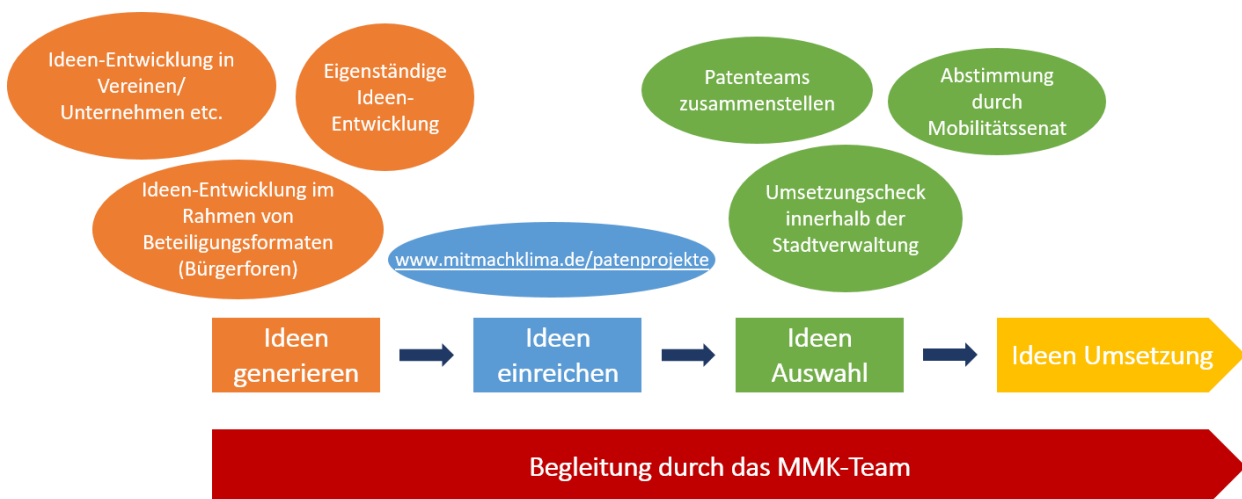 Ideen-Entwicklung in
Vereinen/
Unternehmen etc.
Eigenständige
Ideen-
Entwicklung
Ideen-Entwicklung im
Rahmen von
Beteiligungsformaten
(Bürgerforen)
www.mitmachklima.de/patenprojekte
Patenteams
zusammenstellen
Abstimmung
durch
Mobilitätssenat
Umsetzungscheck
innerhalb der
Stadtverwaltung
Ideen
generieren
Ideen
einreichen
Ideen
Auswahl
Ideen Umsetzung
Begleitung durch das MMK-Team